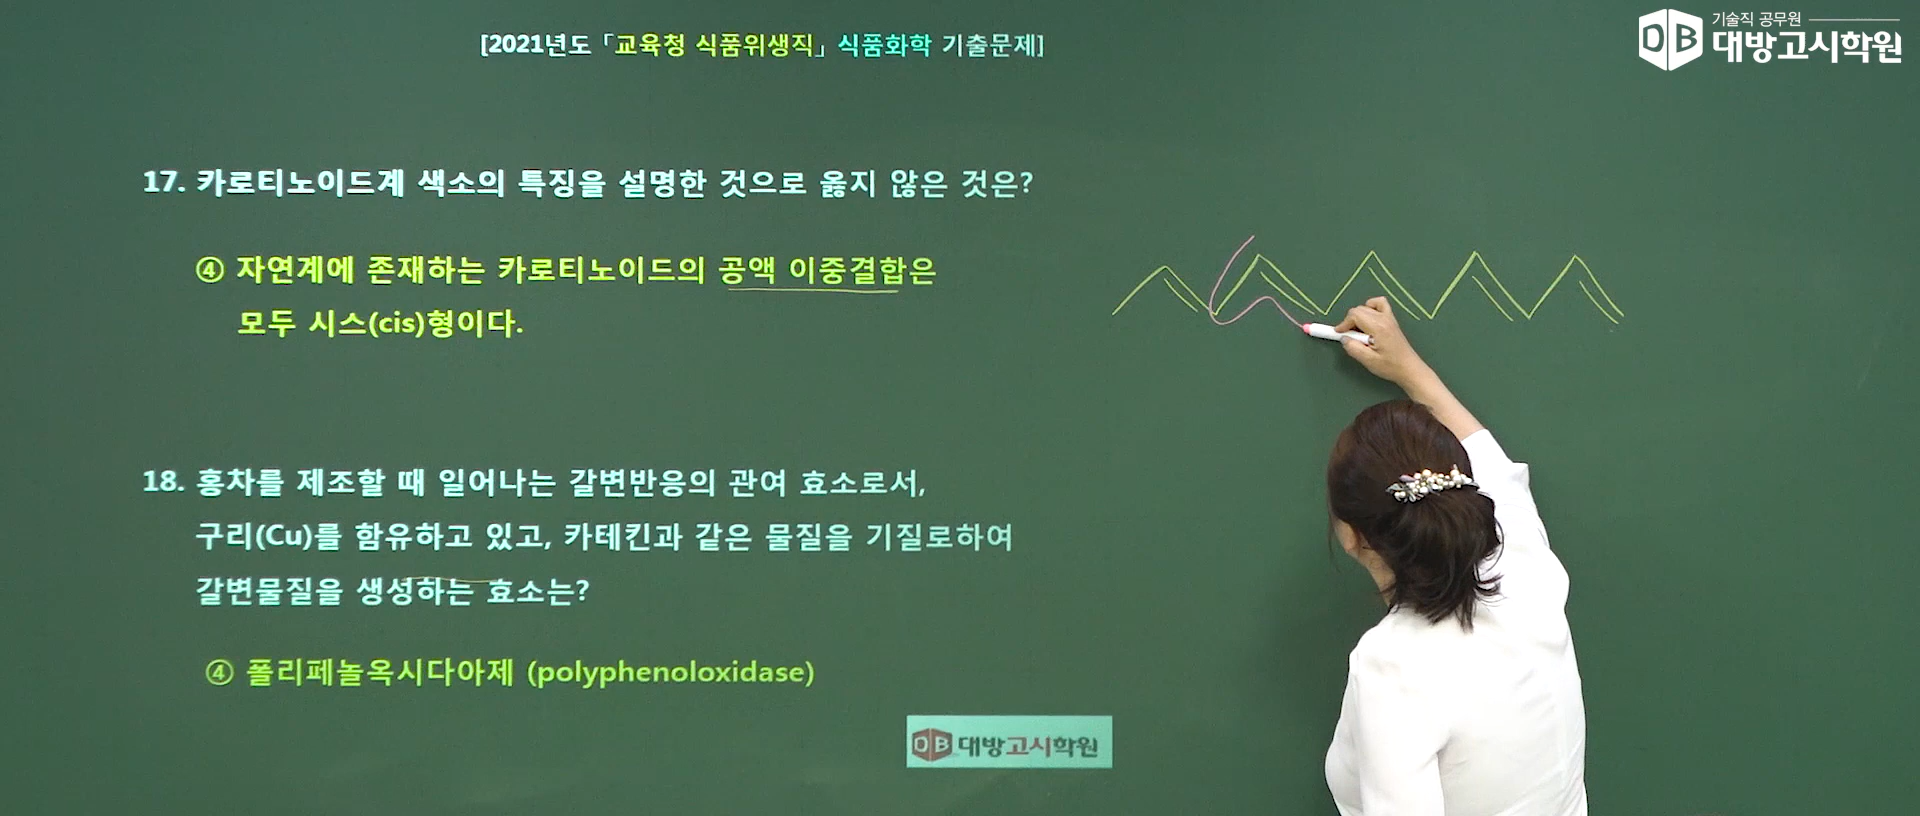 [2021년도 「교육청 식품위생직」 식품화학 기출문제]
기술직 공무원
DB 대방고시학원
17. 카로티노이드계 색소의 특징을 설명한 것으로 옳지 않은 것은?
④ 자연계에 존재하는 카로티노이드의 공액 이중결합은
모두 시스(cis)형이다.
18. 홍차를 제조할 때 일어나는 갈변반응의 관여 효소로서,
구리(Cu)를 함유하고 있고, 카테킨과 같은 물질을 기질로하여
갈변물질을 생성하는 효소는?
④ 폴리페놀옥시다아제 (polyphenoloxidase)
DB 대방고시학원